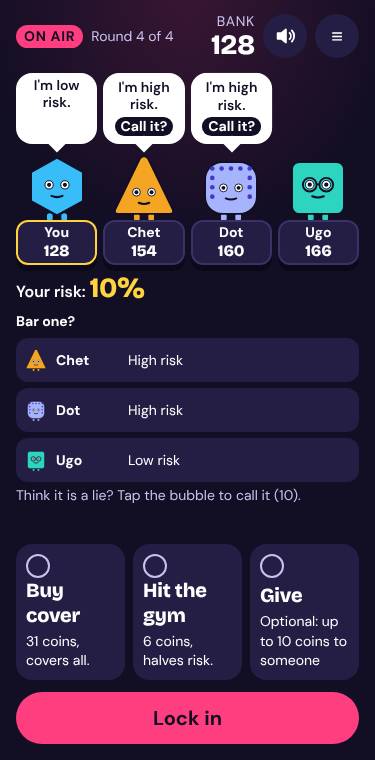 ON AIR
Round 4 of 4
BANK
128
I'm low
risk.
I'm high
risk.
Call it?
I'm high
risk.
Call it?
You
128
Chet
154
Dot
160
Ugo
166
Your risk: 10%
Bar one?
Chet High risk
Dot High risk
Ugo Low risk
Think it is a lie? Tap the bubble to call it (10).
Buy
cover
31 coins,
covers all.
Hit the
gym
6 coins,
halves risk.
Give
Optional: up
to 10 coins to
someone
Lock in